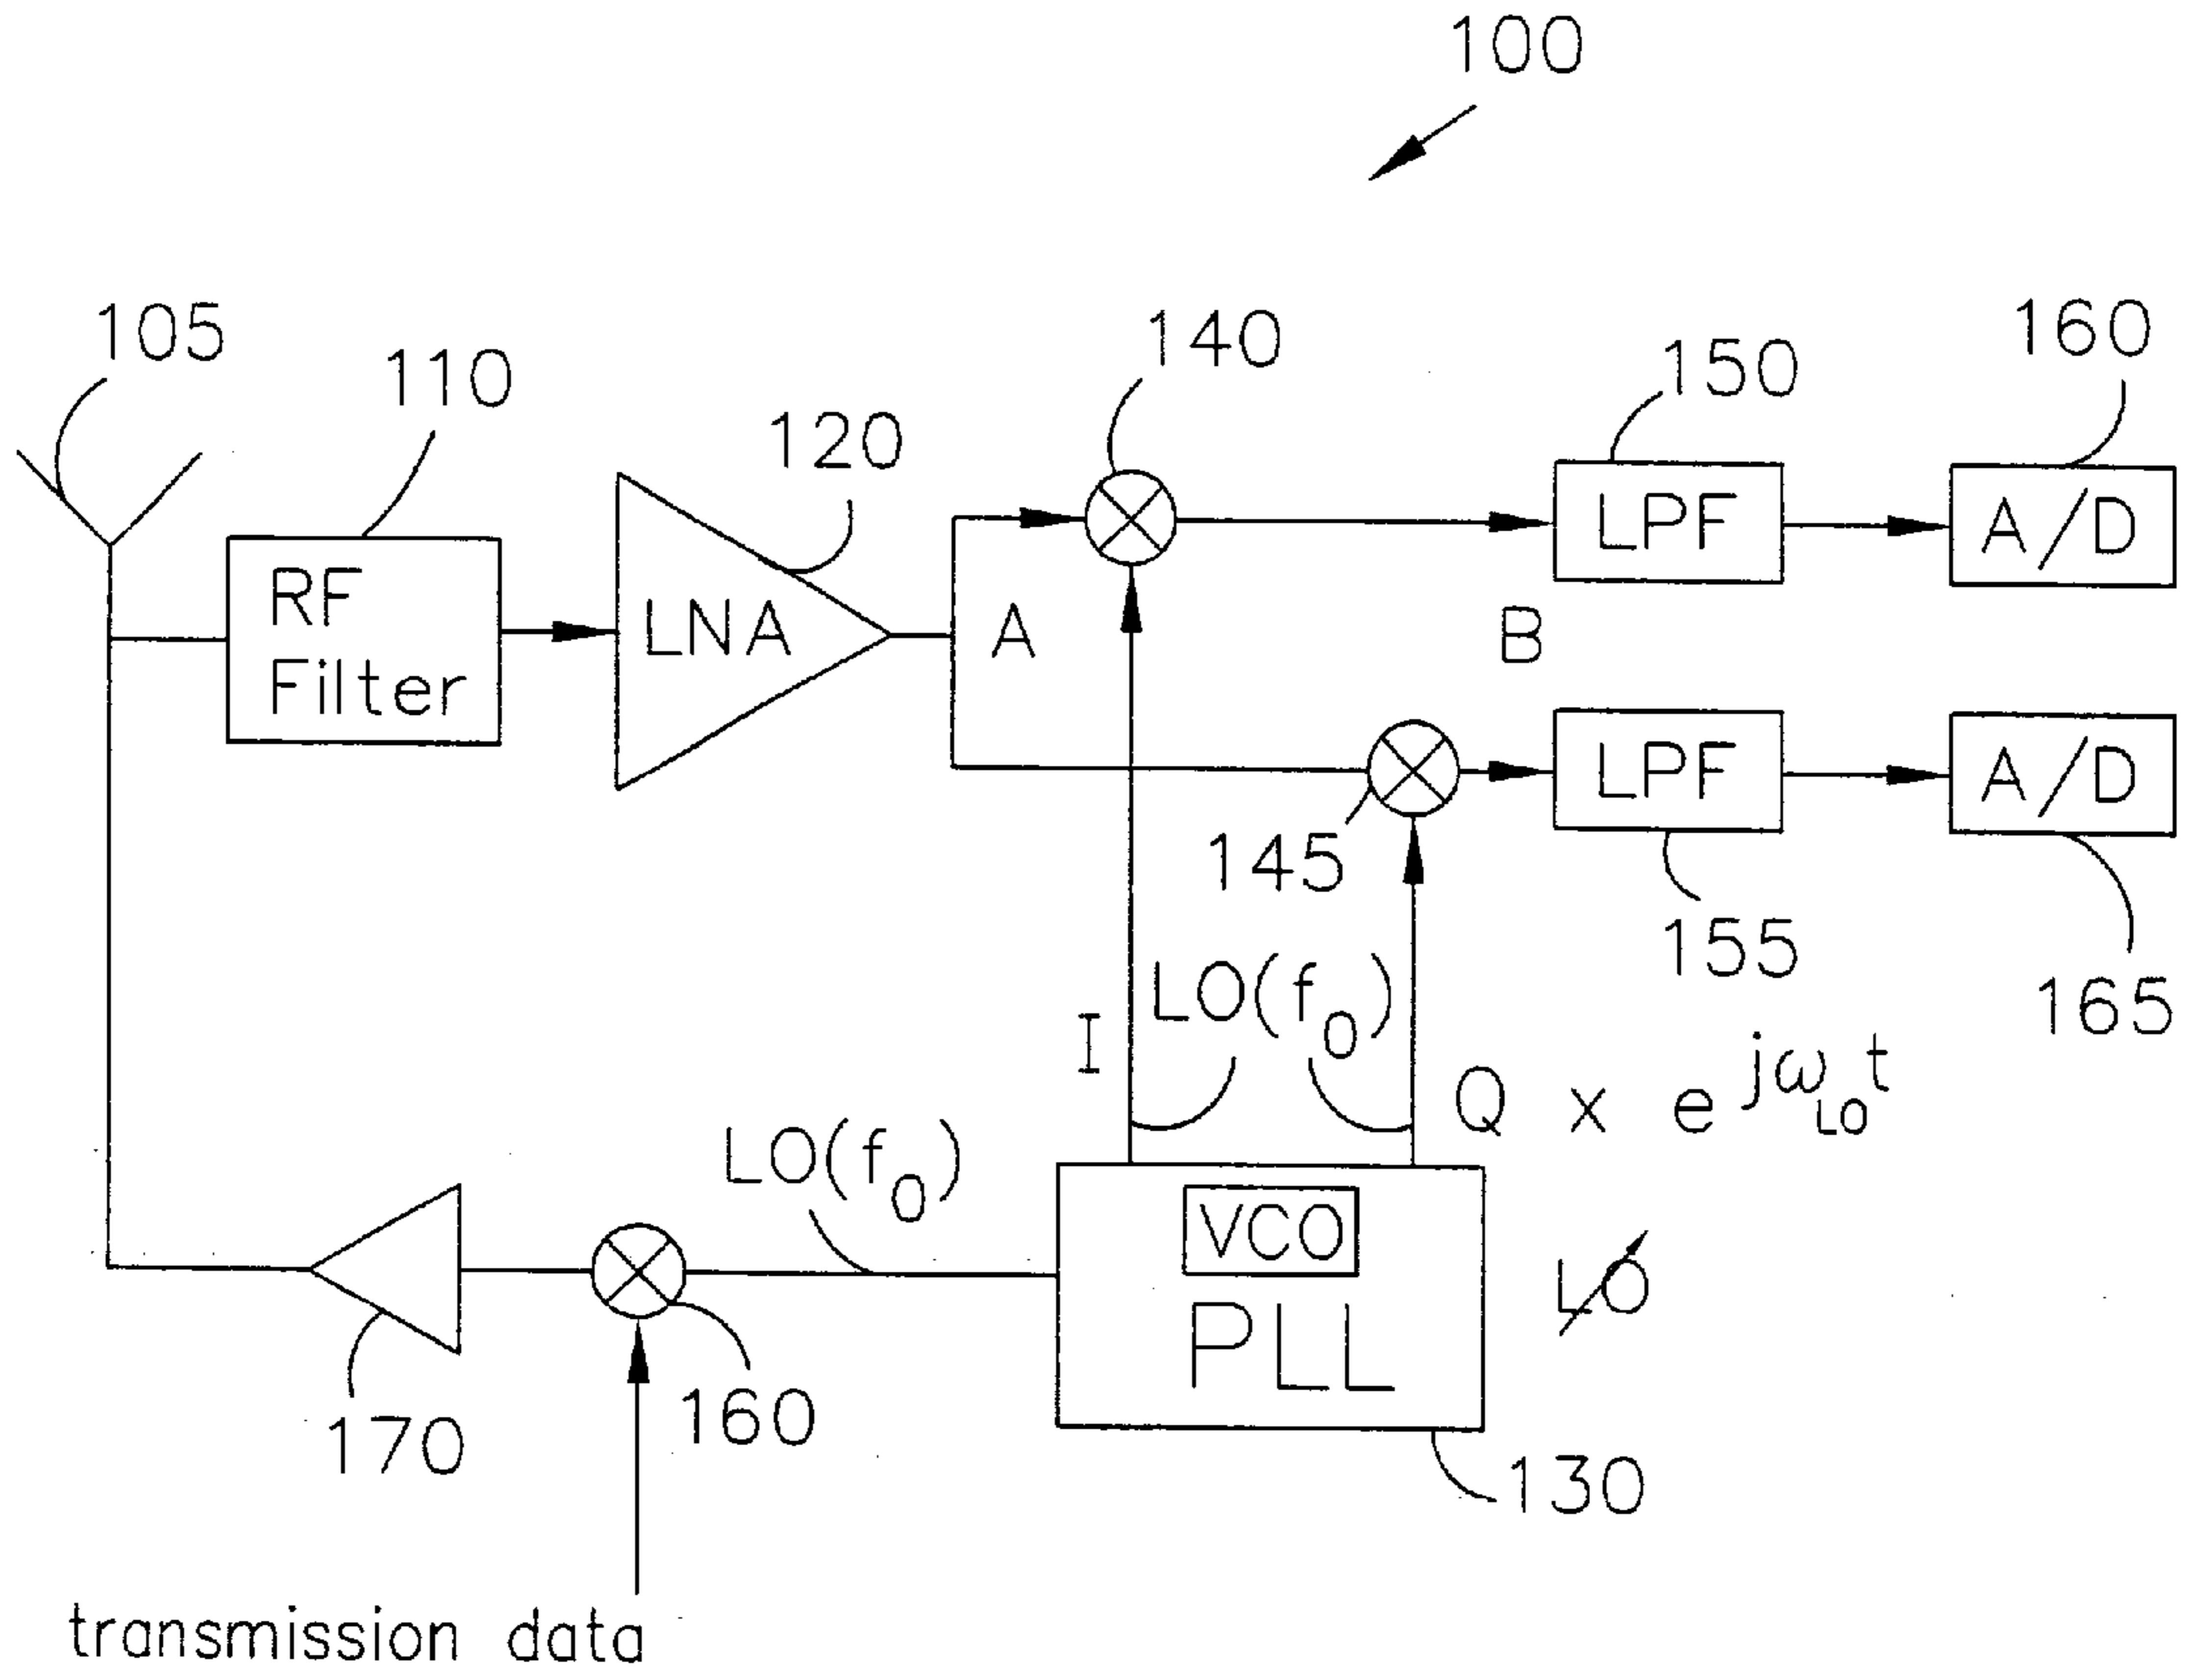 100
105
110
120
140
150
160
RF
Filter
LNA
A
LPF
A/D
B
LPF
A/D
145
155
165
I
LO(f0)
Q x e jωLOt
LO(f0)
VCO
PLL
LO
170
160
130
transmission data